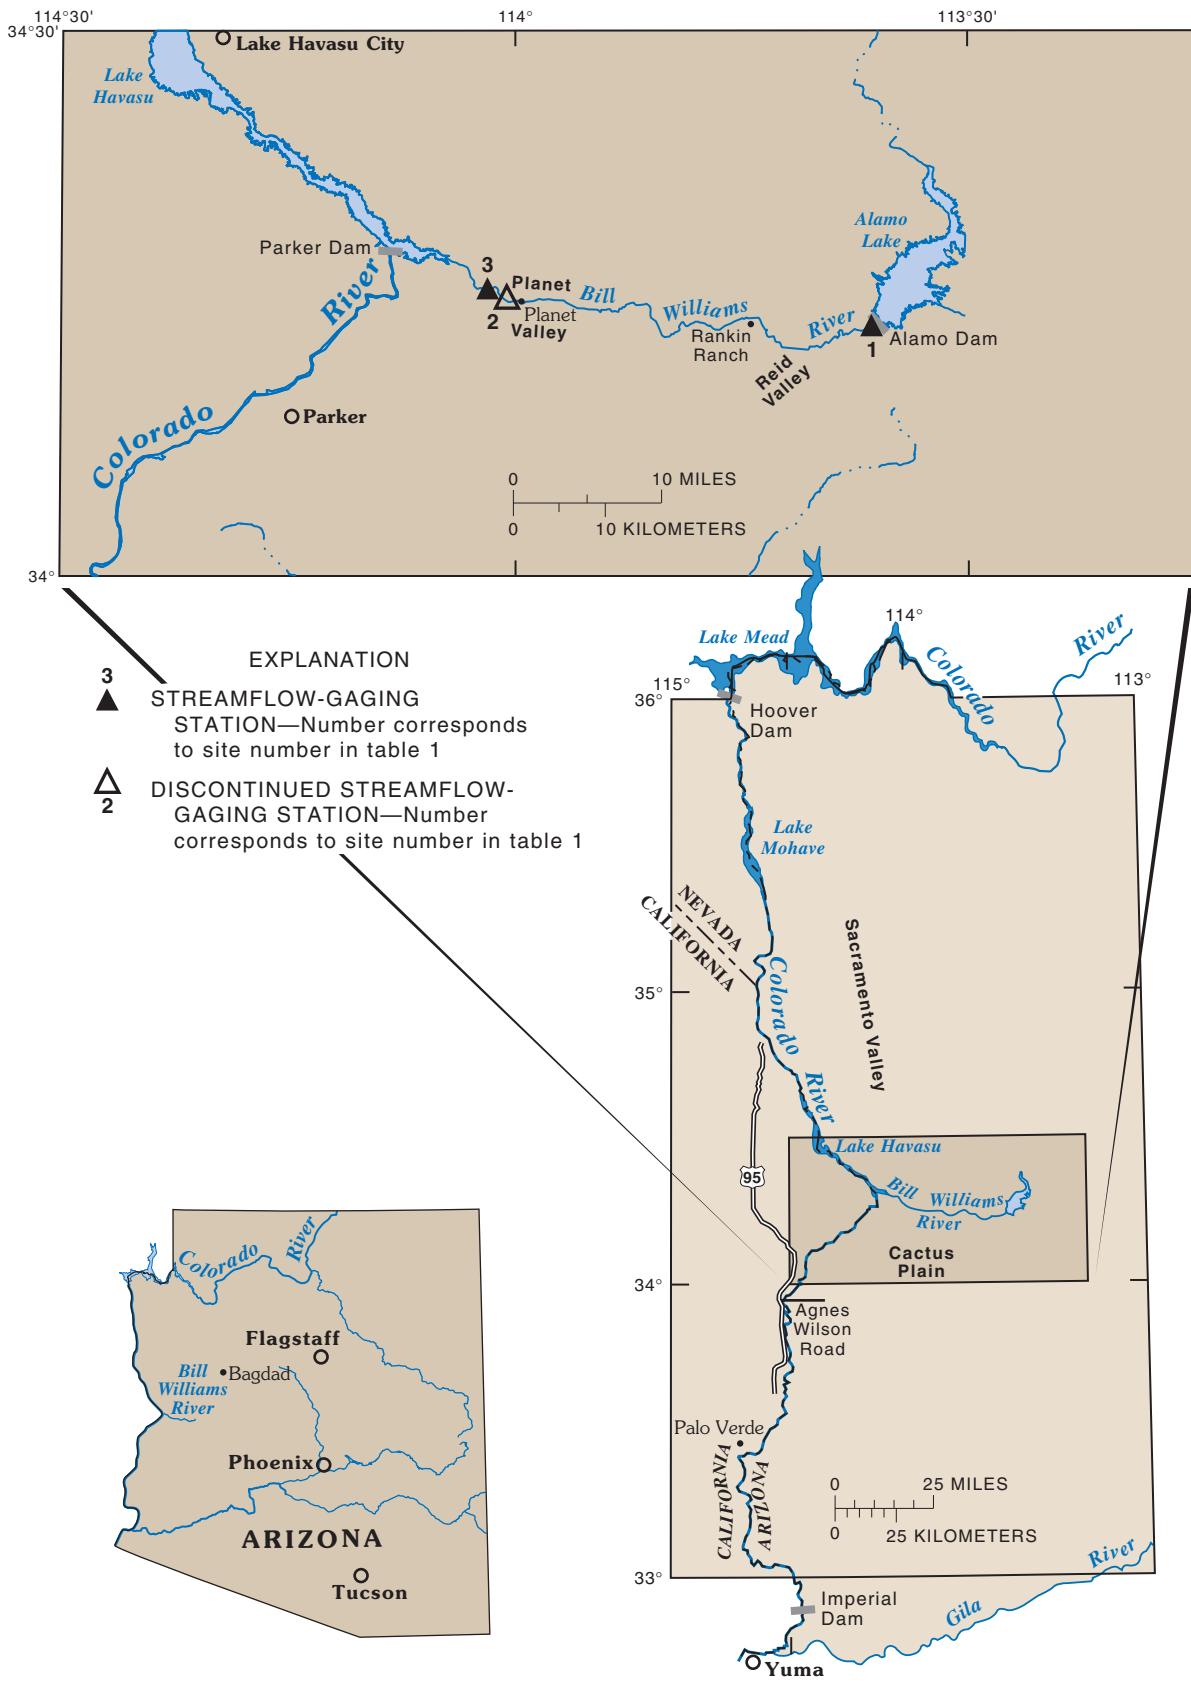 114°30'
114°
113°30'
34°30'
Lake Havasu City
Lake
Havasu
Alamo
Lake
Parker Dam
River
3
Planet
Bill
2
Planet
Valley
Williams
Rankin
Ranch
River
1
Alamo Dam
Reid
Valley
Colorado
Parker
0
10 MILES
0
10 KILOMETERS
34°
EXPLANATION
3
STREAMFLOW-GAGING
STATION—Number corresponds
to site number in table 1
DISCONTINUED STREAMFLOW-
2
GAGING STATION—Number
corresponds to site number in table 1
114°
Lake Mead
Colorado
River
115°
113°
36°
Hoover
Dam
Lake
Mohave
NEVADA
CALIFORNIA
Sacramento Valley
Colorado
35°
River
Lake Havasu
95
Bill
Williams
River
Cactus
Plain
34°
Agnes
Wilson
Road
Palo Verde
CALIFORNIA
ARIZONA
0
25 MILES
0
25 KILOMETERS
33°
River
Imperial
Dam
Gila
Yuma
Colorado
River
Flagstaff
Bill
Williams
River
Bagdad
Phoenix
ARIZONA
Tucson